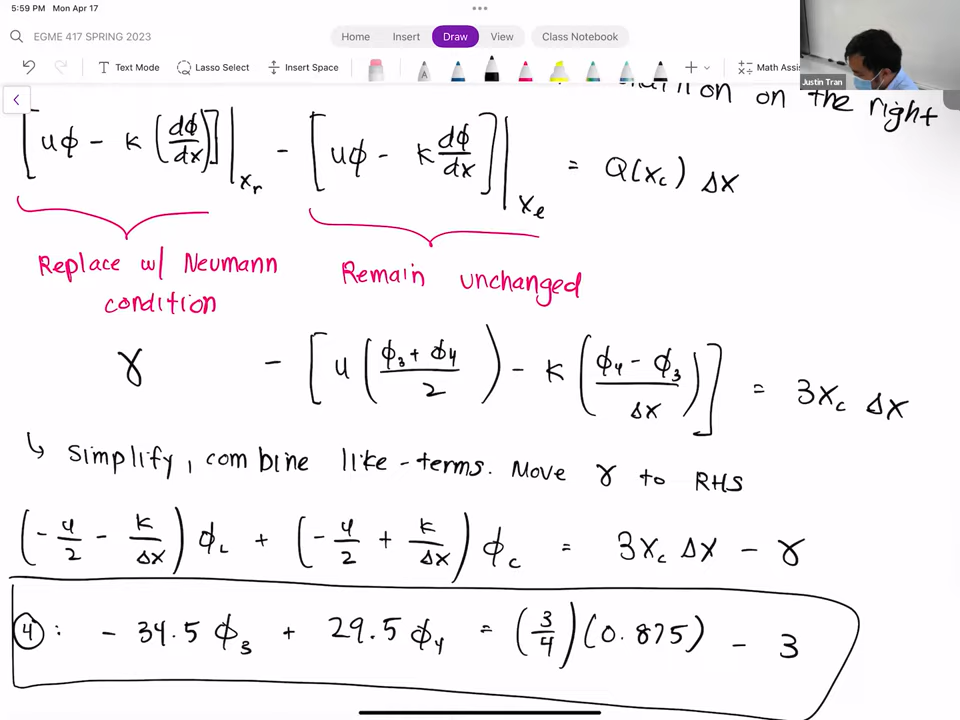 5:59 PM Mon Apr 17
EGME 417 SPRING 2023
Home Insert Draw View Class Notebook
Text Mode Lasso Select Insert Space Math Assis
Justin Tran
on on the right
[uϕ - k (dϕ/dx)]|xr - [uϕ - k dϕ/dx]|xe = Q(xc) Δx
Replace w/ Neumann condition
Remain unchanged
γ - [u (ϕ3 + ϕ4 / 2) - k (ϕ4 - ϕ3 / Δx)] = 3xc Δx
↳ Simplify, combine like-terms. Move γ to RHS
(-u/2 - k/Δx) ϕL + (-u/2 + k/Δx) ϕc = 3xc Δx - γ
④ : - 34.5 ϕ3 + 29.5 ϕ4 = (3/4)(0.875) - 3